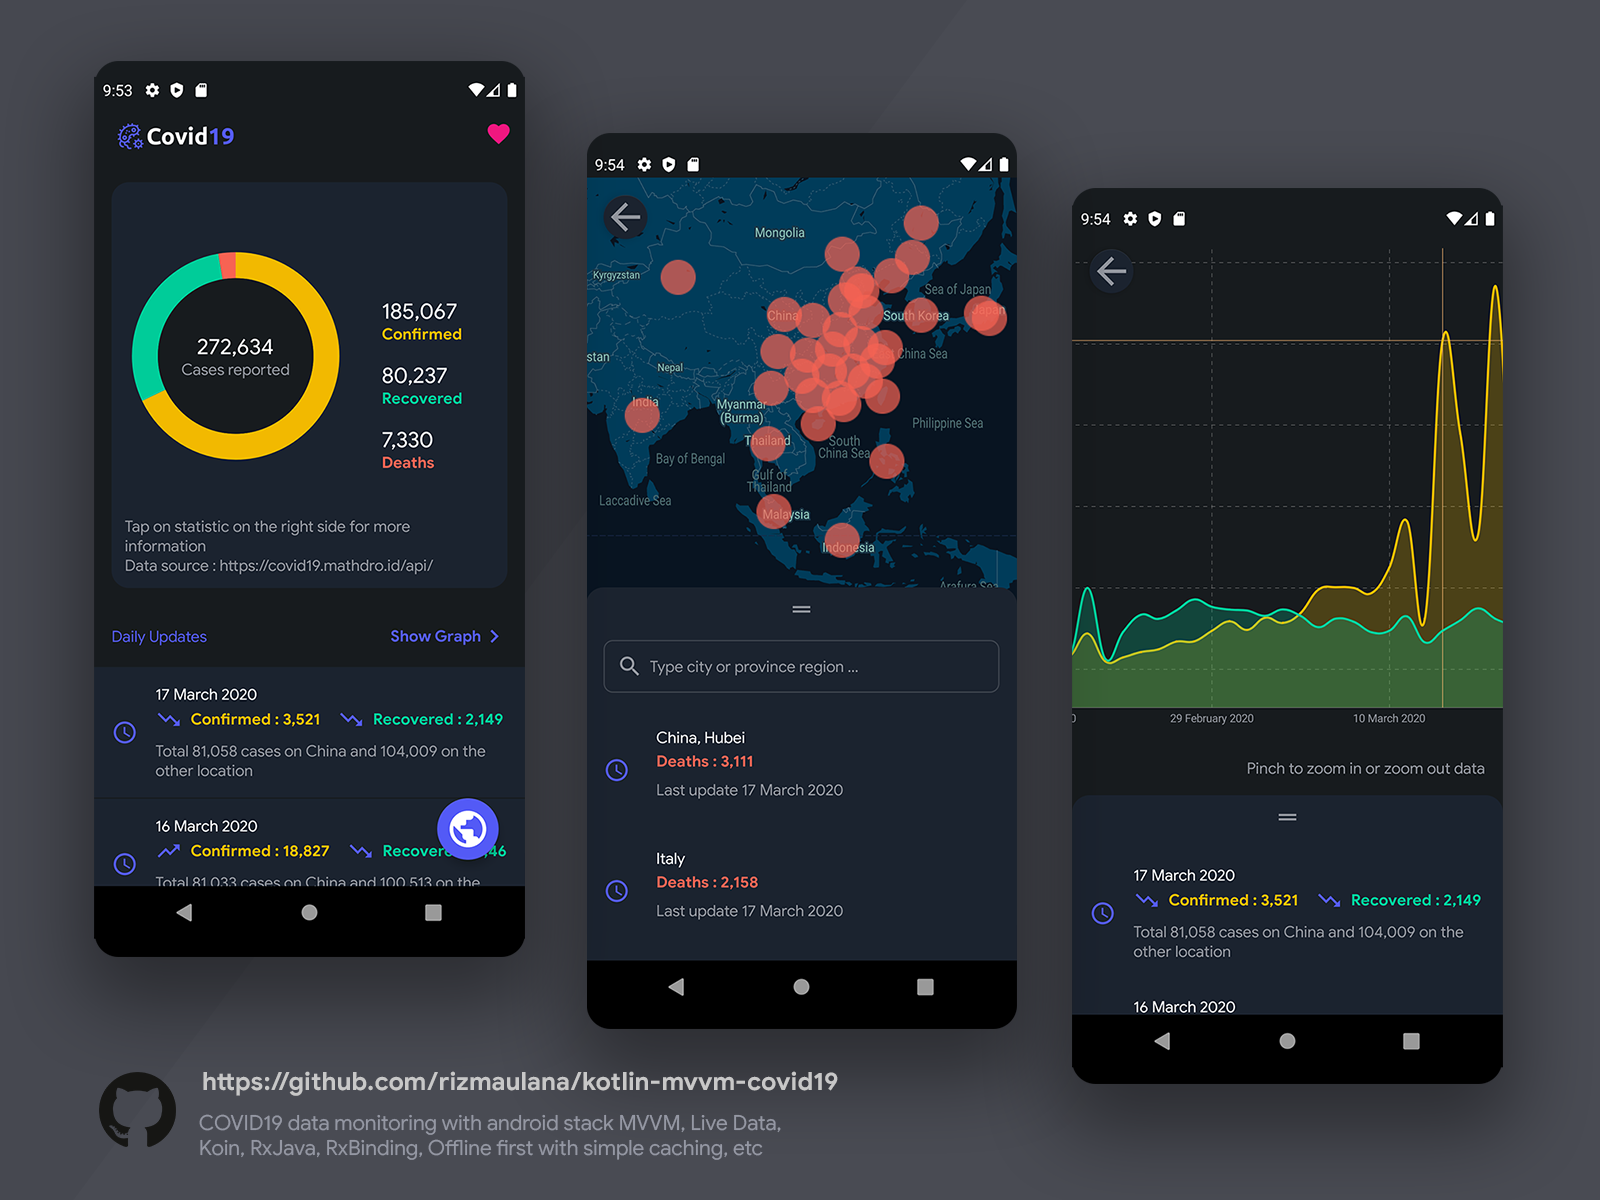 9:53
Covid19
185,067
Confirmed
272,634
Cases reported
80,237
Recovered
7,330
Deaths
Tap on statistic on the right side for more
information
Data source : https://covid19.mathdro.id/api/
Daily Updates
Show Graph
17 March 2020
Confirmed : 3,521
Recovered : 2,149
Total 81,058 cases on China and 104,009 on the
other location
16 March 2020
Confirmed : 18,827
Total 81,033 cases on China and 100,513 on the
9:54
Mongolia
Kyrgyzstan
Sea of Japan
China
South Korea
Japan
China Sea
stan
Nepal
India
Myanmar
(Burma)
Philippine Sea
Thailand
South
China Sea
Bay of Bengal
Gulf of
Thailand
Laccadive Sea
Malaysia
Indonesia
Arafura Sea
Type city or province region ...
China, Hubei
Deaths : 3,111
Last update 17 March 2020
Italy
Deaths : 2,158
Last update 17 March 2020
9:54
0
29 February 2020
10 March 2020
Pinch to zoom in or zoom out data
17 March 2020
Confirmed : 3,521
Recovered : 2,149
Total 81,058 cases on China and 104,009 on the
other location
16 March 2020
https://github.com/rizmaulana/kotlin-mvvm-covid19
COVID19 data monitoring with android stack MVVM, Live Data,
Koin, RxJava, RxBinding, Offline first with simple caching, etc